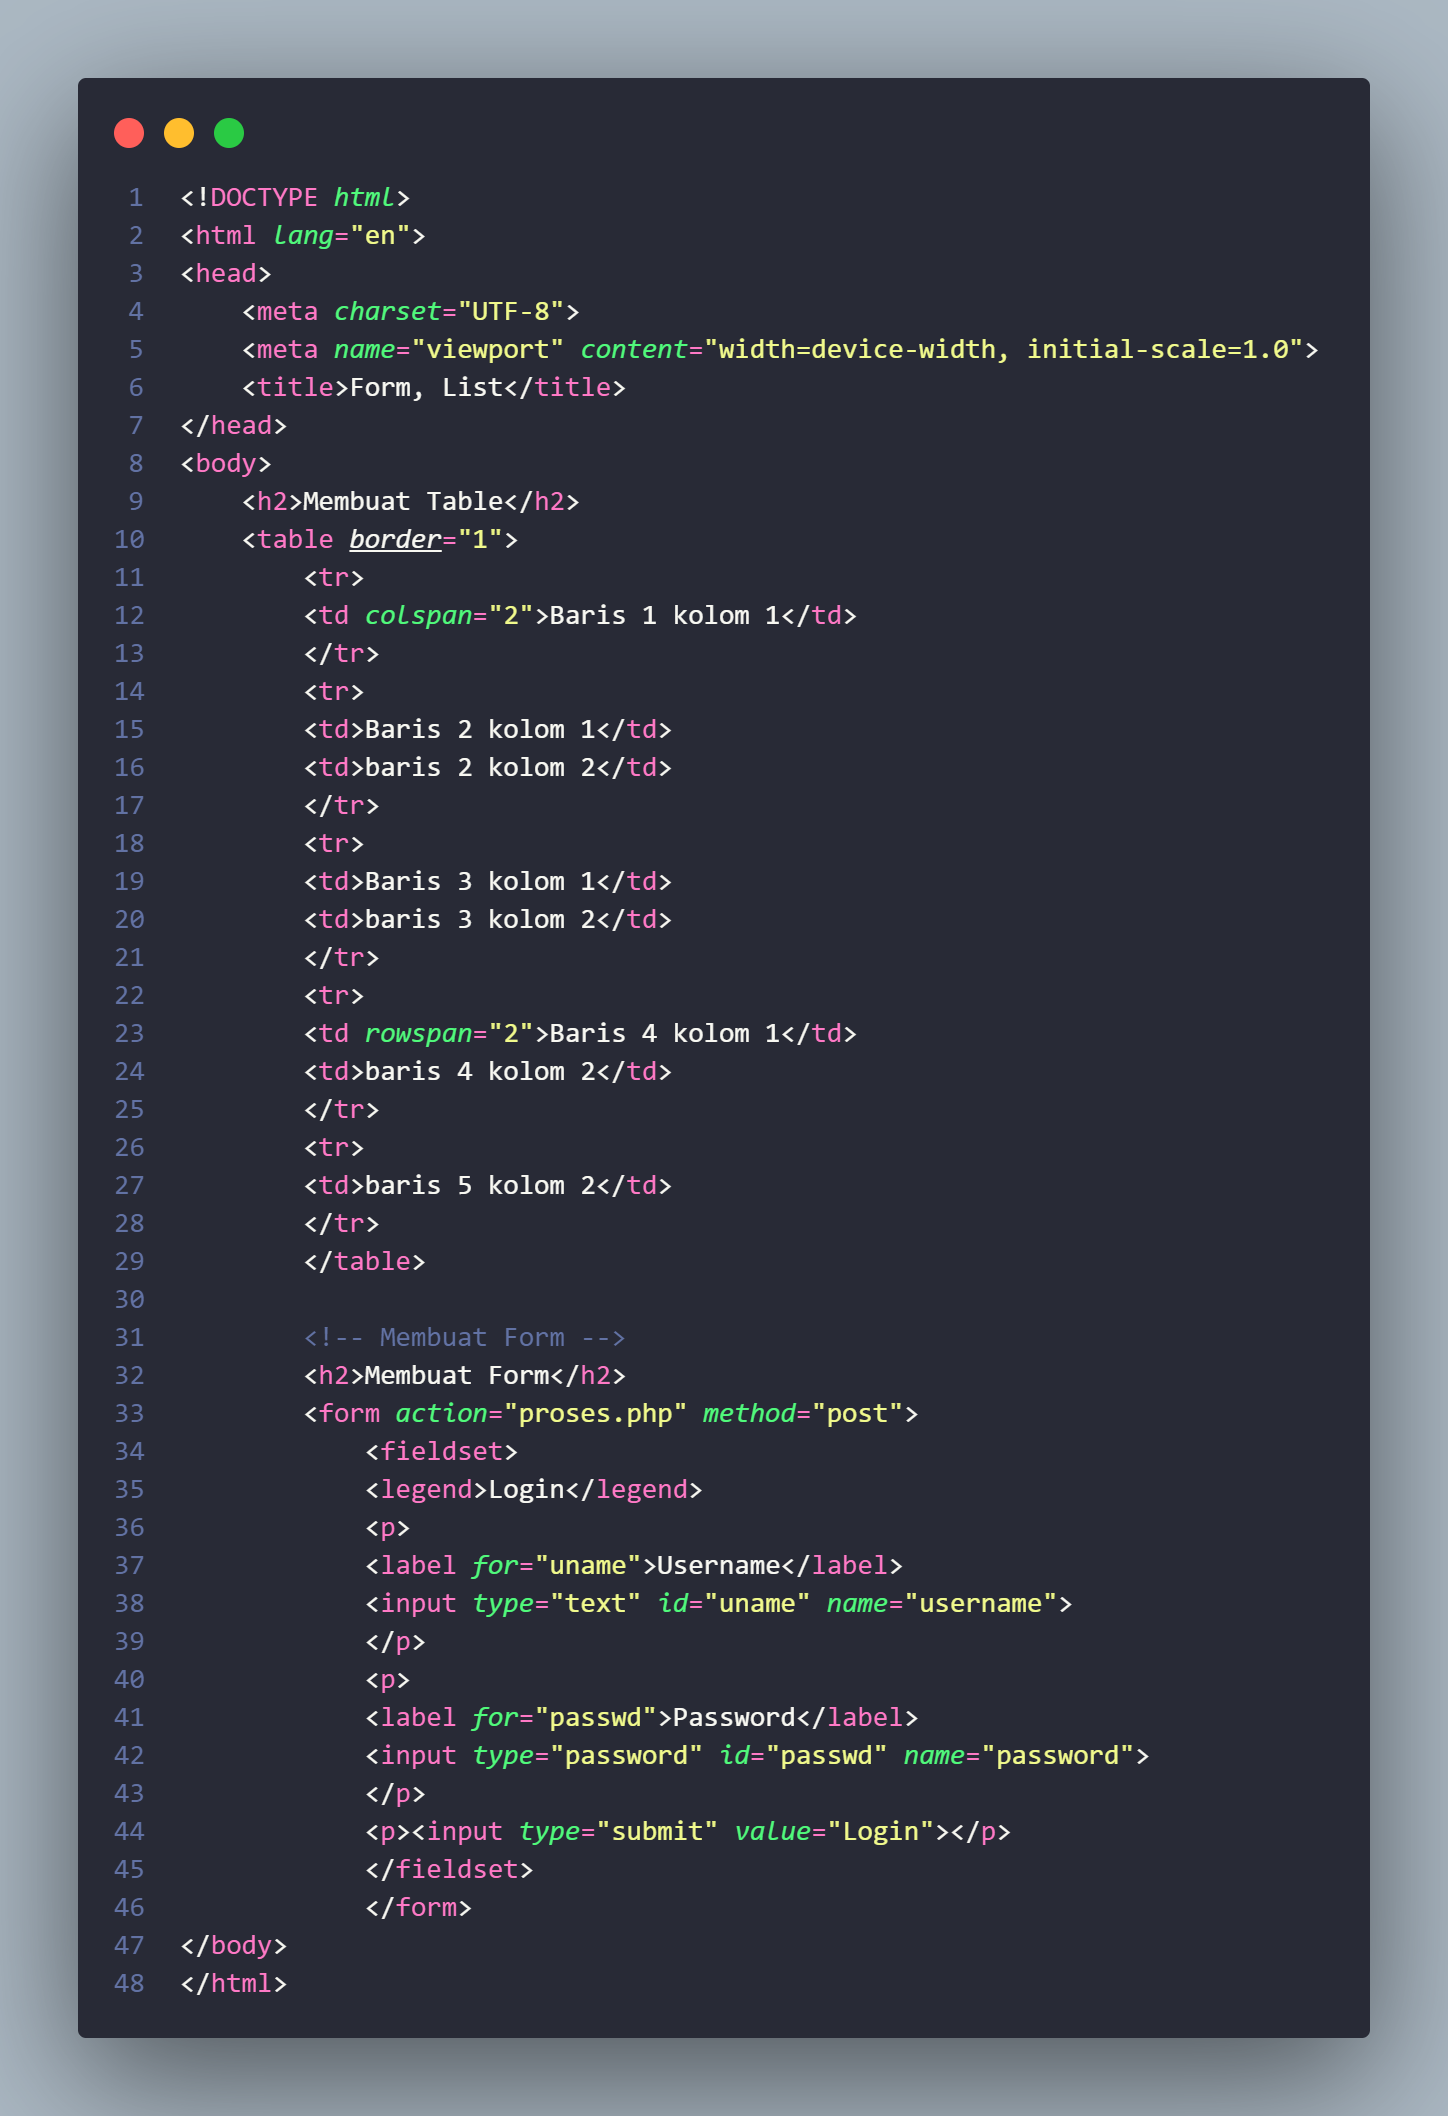 1 <!DOCTYPE html>
2 <html lang="en">
3 <head>
4     <meta charset="UTF-8">
5     <meta name="viewport" content="width=device-width, initial-scale=1.0">
6     <title>Form, List</title>
7 </head>
8 <body>
9     <h2>Membuat Table</h2>
10     <table border="1">
11         <tr>
12         <td colspan="2">Baris 1 kolom 1</td>
13         </tr>
14         <tr>
15         <td>Baris 2 kolom 1</td>
16         <td>baris 2 kolom 2</td>
17         </tr>
18         <tr>
19         <td>Baris 3 kolom 1</td>
20         <td>baris 3 kolom 2</td>
21         </tr>
22         <tr>
23         <td rowspan="2">Baris 4 kolom 1</td>
24         <td>baris 4 kolom 2</td>
25         </tr>
26         <tr>
27         <td>baris 5 kolom 2</td>
28         </tr>
29         </table>
30
31         <!-- Membuat Form -->
32         <h2>Membuat Form</h2>
33         <form action="proses.php" method="post">
34             <fieldset>
35             <legend>Login</legend>
36             <p>
37             <label for="uname">Username</label>
38             <input type="text" id="uname" name="username">
39             </p>
40             <p>
41             <label for="passwd">Password</label>
42             <input type="password" id="passwd" name="password">
43             </p>
44             <p><input type="submit" value="Login"></p>
45             </fieldset>
46             </form>
47 </body>
48 </html>